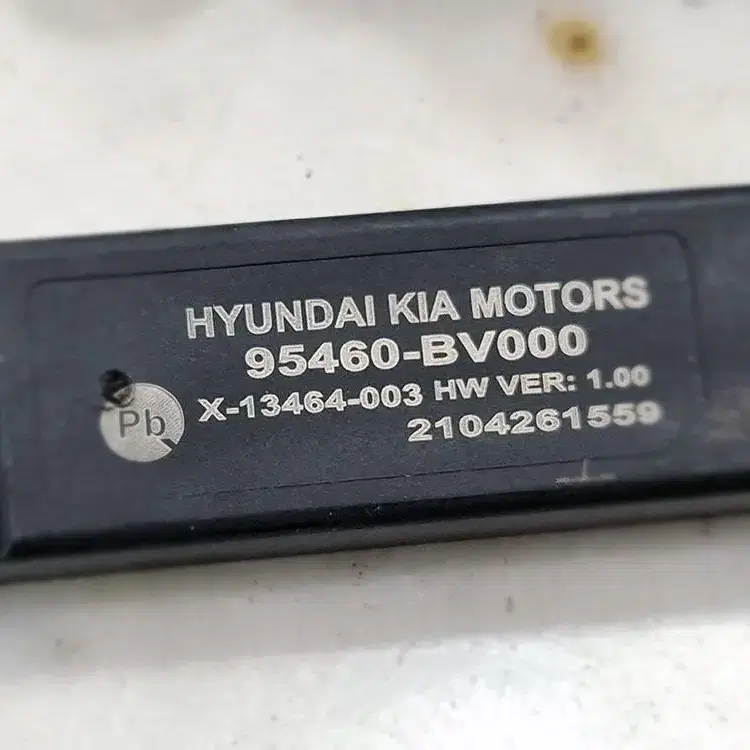 HYUNDAI KIA MOTORS
95460-BV000
Pb X-13464-003 HW VER: 1.00
2104261559